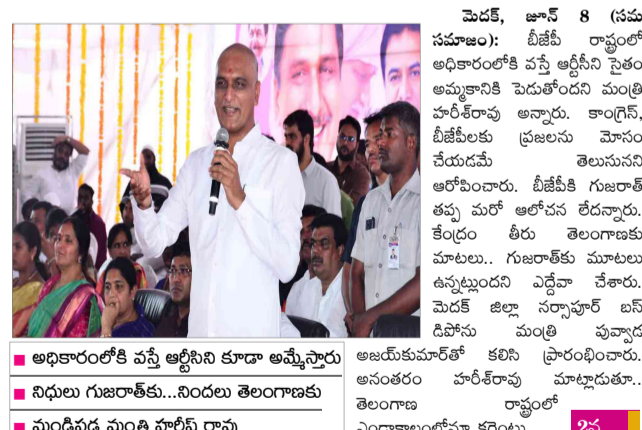 మెదక్, జూన్ 8 (సమ
సమాజం): బీజేపీ రాష్ట్రంలో
అధికారంలోకి వస్తే ఆర్టీసీని సైతం
అమ్మకానికి పెడుతోందని మంత్రి
హరీశ్‌రావు అన్నారు. కాంగ్రెస్,
బీజేపీలకు ప్రజలను మోసం
చేయడమే తెలుసునని
ఆరోపించారు. బీజేపీకి గుజరాత్
తప్ప మరో ఆలోచన లేదన్నారు.
కేంద్రం తీరు తెలంగాణకు
మాటలు.. గుజరాత్‌కు మూటలు
ఉన్నట్లుందని ఎద్దేవా చేశారు.
మెదక్ జిల్లా నర్సాపూర్ బస్
డిపోను మంత్రి పువ్వాడ
అజయ్‌కుమార్‌తో కలిసి ప్రారంభించారు.
అనంతరం హరీశ్‌రావు మాట్లాడుతూ..
తెలంగాణ రాష్ట్రంలో
■ అధికారంలోకి వస్తే ఆర్టీసిని కూడా అమ్మేస్తారు
■ నిధులు గుజరాత్‌కు...నిందలు తెలంగాణకు
■ మండిపడ్డ మంత్రి హరీష్ రావు